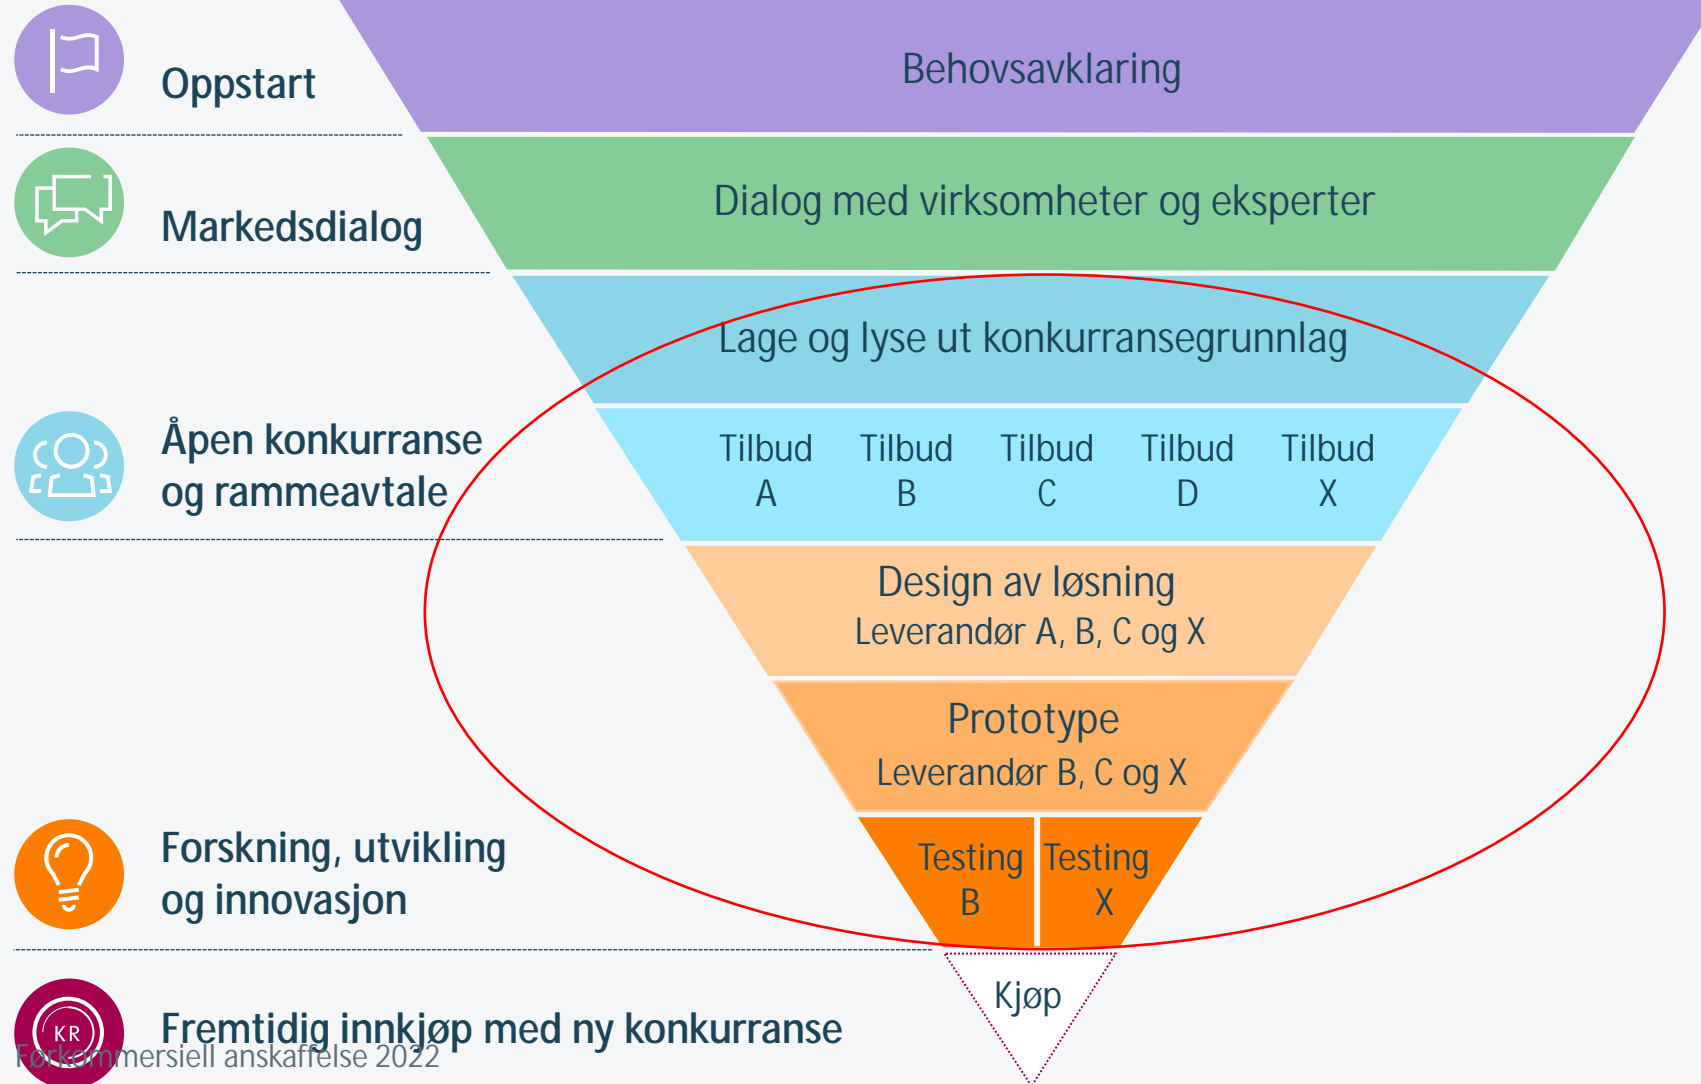 Oppstart
Behovsavklaring
Markedsdialog
Dialog med virksomheter og eksperter
Lage og lyse ut konkurransegrunnlag
Åpen konkurranse
og rammeavtale
Tilbud Tilbud Tilbud Tilbud Tilbud
A B C D X
Design av løsning
Leverandør A, B, C og X
Prototype
Leverandør B, C og X
Forskning, utvikling
og innovasjon
Testing Testing
B X
Kjøp
KR
Fremtidig innkjøp med ny konkurranse
Førkommersiell anskaffelse 2022